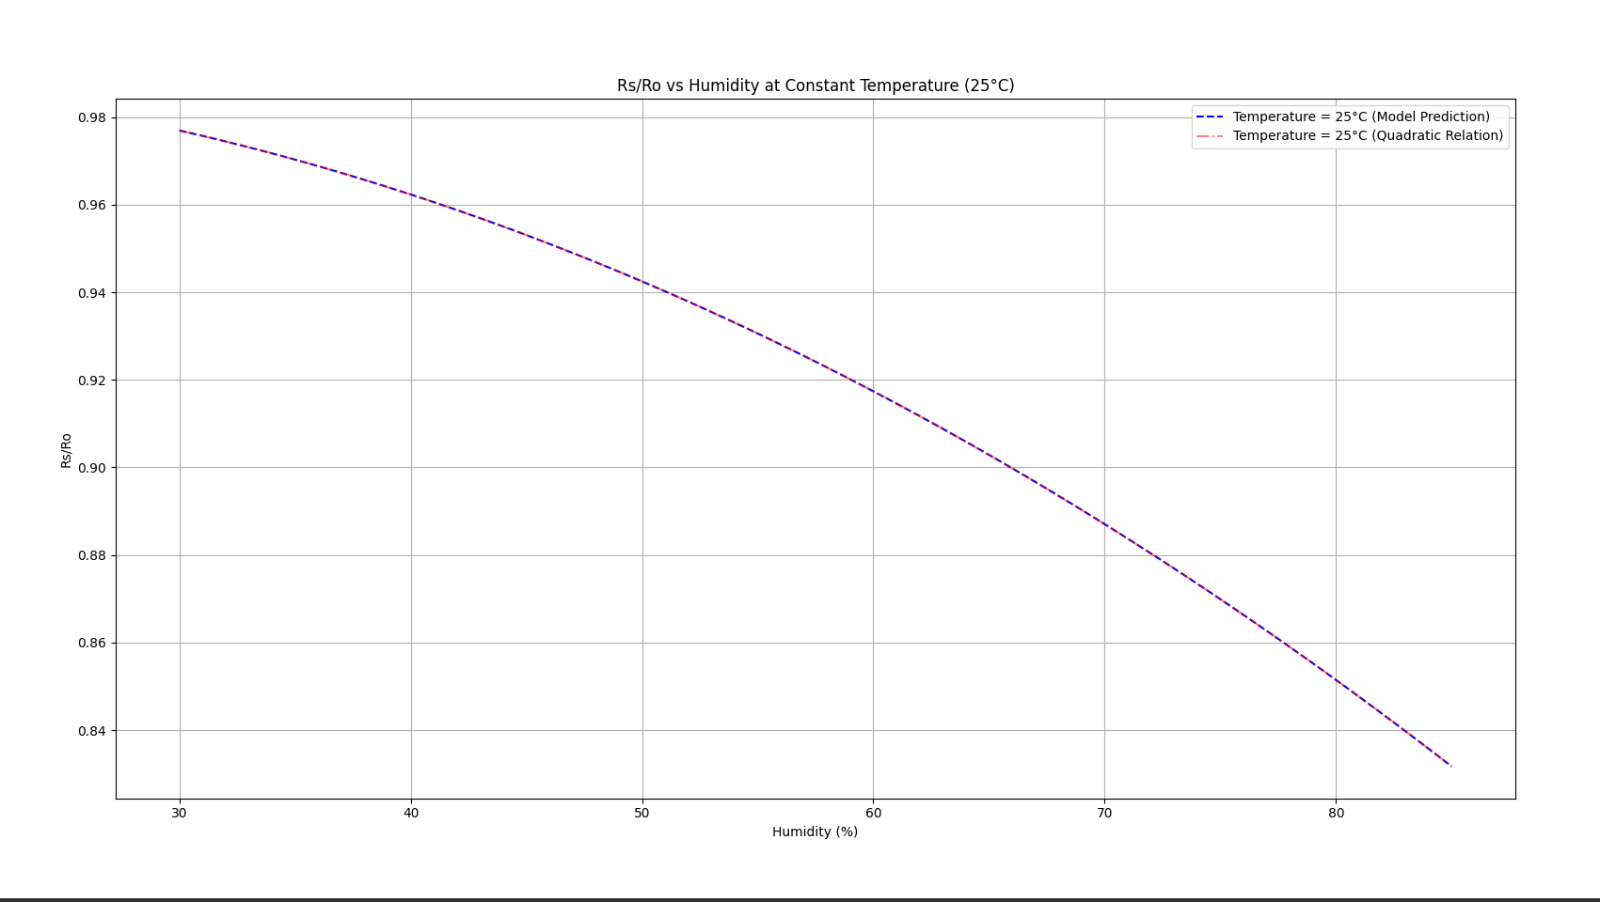 Rs/Ro vs Humidity at Constant Temperature (25°C)
Temperature = 25°C (Model Prediction)
Temperature = 25°C (Quadratic Relation)
Rs/Ro
0.98
0.96
0.94
0.92
0.90
0.88
0.86
0.84
30 40 50 60 70 80
Humidity (%)